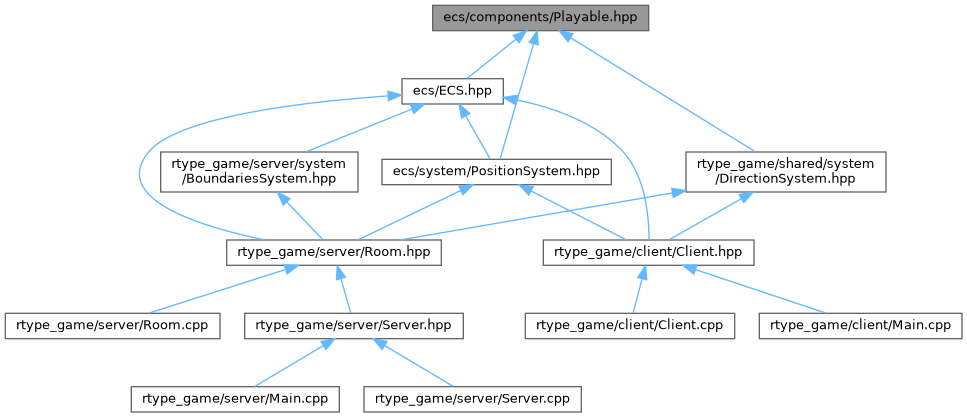 ecs/components/Playable.hpp
ecs/ECS.hpp
rtype_game/server/system
/BoundariesSystem.hpp
ecs/system/PositionSystem.hpp
rtype_game/shared/system
/DirectionSystem.hpp
rtype_game/server/Room.hpp
rtype_game/client/Client.hpp
rtype_game/server/Room.cpp
rtype_game/server/Server.hpp
rtype_game/client/Client.cpp
rtype_game/client/Main.cpp
rtype_game/server/Main.cpp
rtype_game/server/Server.cpp